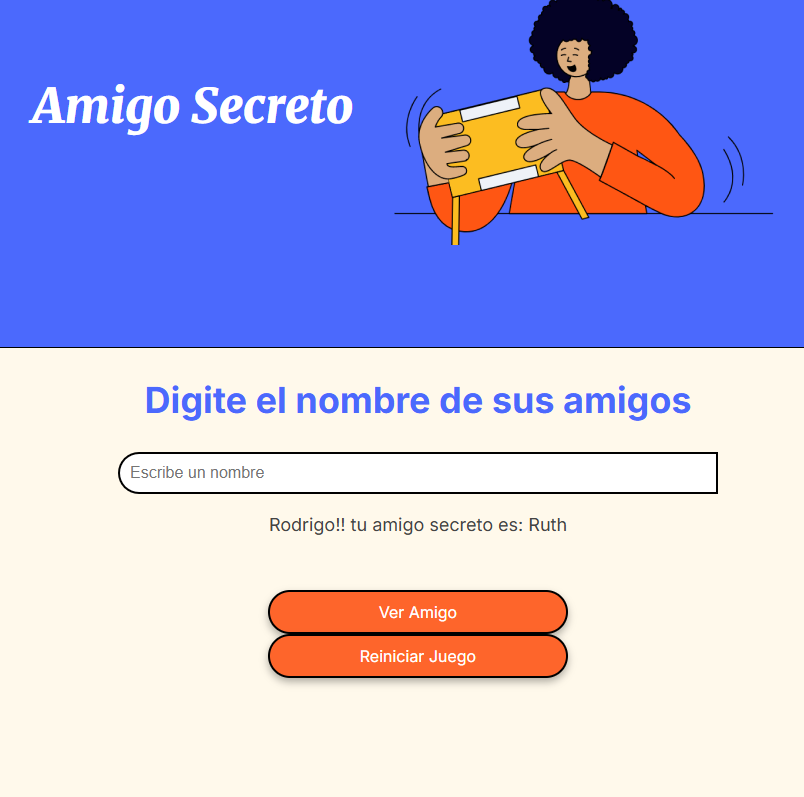 Amigo Secreto
Digite el nombre de sus amigos
Escribe un nombre
Rodrigo!! tu amigo secreto es: Ruth
Ver Amigo
Reiniciar Juego